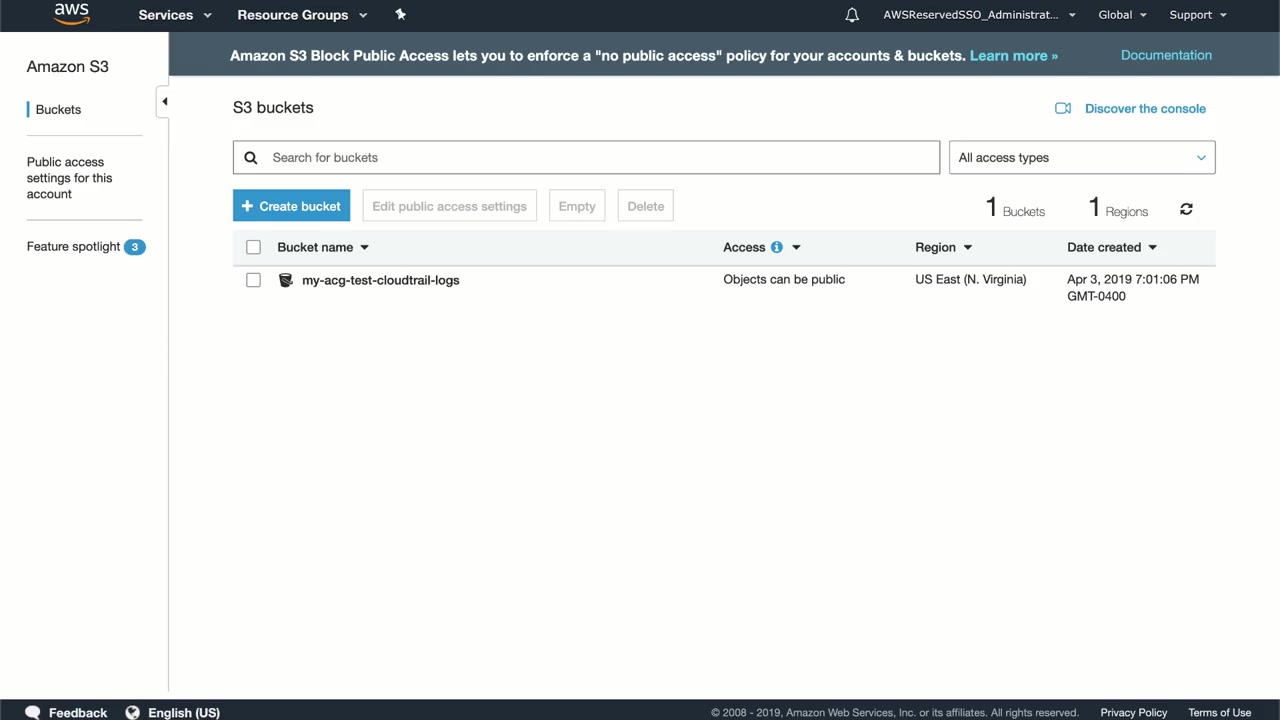 aws Services Resource Groups AWSReservedSSO_Administrat... Global Support
Amazon S3
Buckets
Public access
settings for this
account
Feature spotlight 3
Amazon S3 Block Public Access lets you to enforce a "no public access" policy for your accounts & buckets. Learn more » Documentation
S3 buckets Discover the console
Search for buckets All access types
+ Create bucket Edit public access settings Empty Delete 1 Buckets 1 Regions
Bucket name Access Region Date created
my-acg-test-cloudtrail-logs Objects can be public US East (N. Virginia) Apr 3, 2019 7:01:06 PM
GMT-0400
Feedback English (US) © 2008 - 2019, Amazon Web Services, Inc. or its affiliates. All rights reserved. Privacy Policy Terms of Use